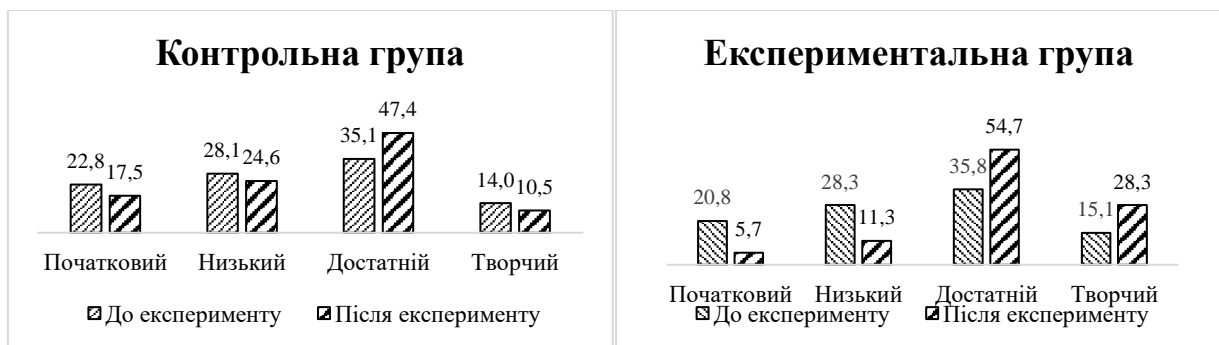 Контрольна група
47,4
35,1
28,1
22,8 24,6
17,5 14,0 10,5
Початковий Низький Достатній Творчий
До експерименту Після експерименту
Експериментальна група
54,7
35,8
28,3 28,3
20,8
11,3 15,1
5,7
Початковий Низький Достатній Творчий
До експерименту Після експерименту